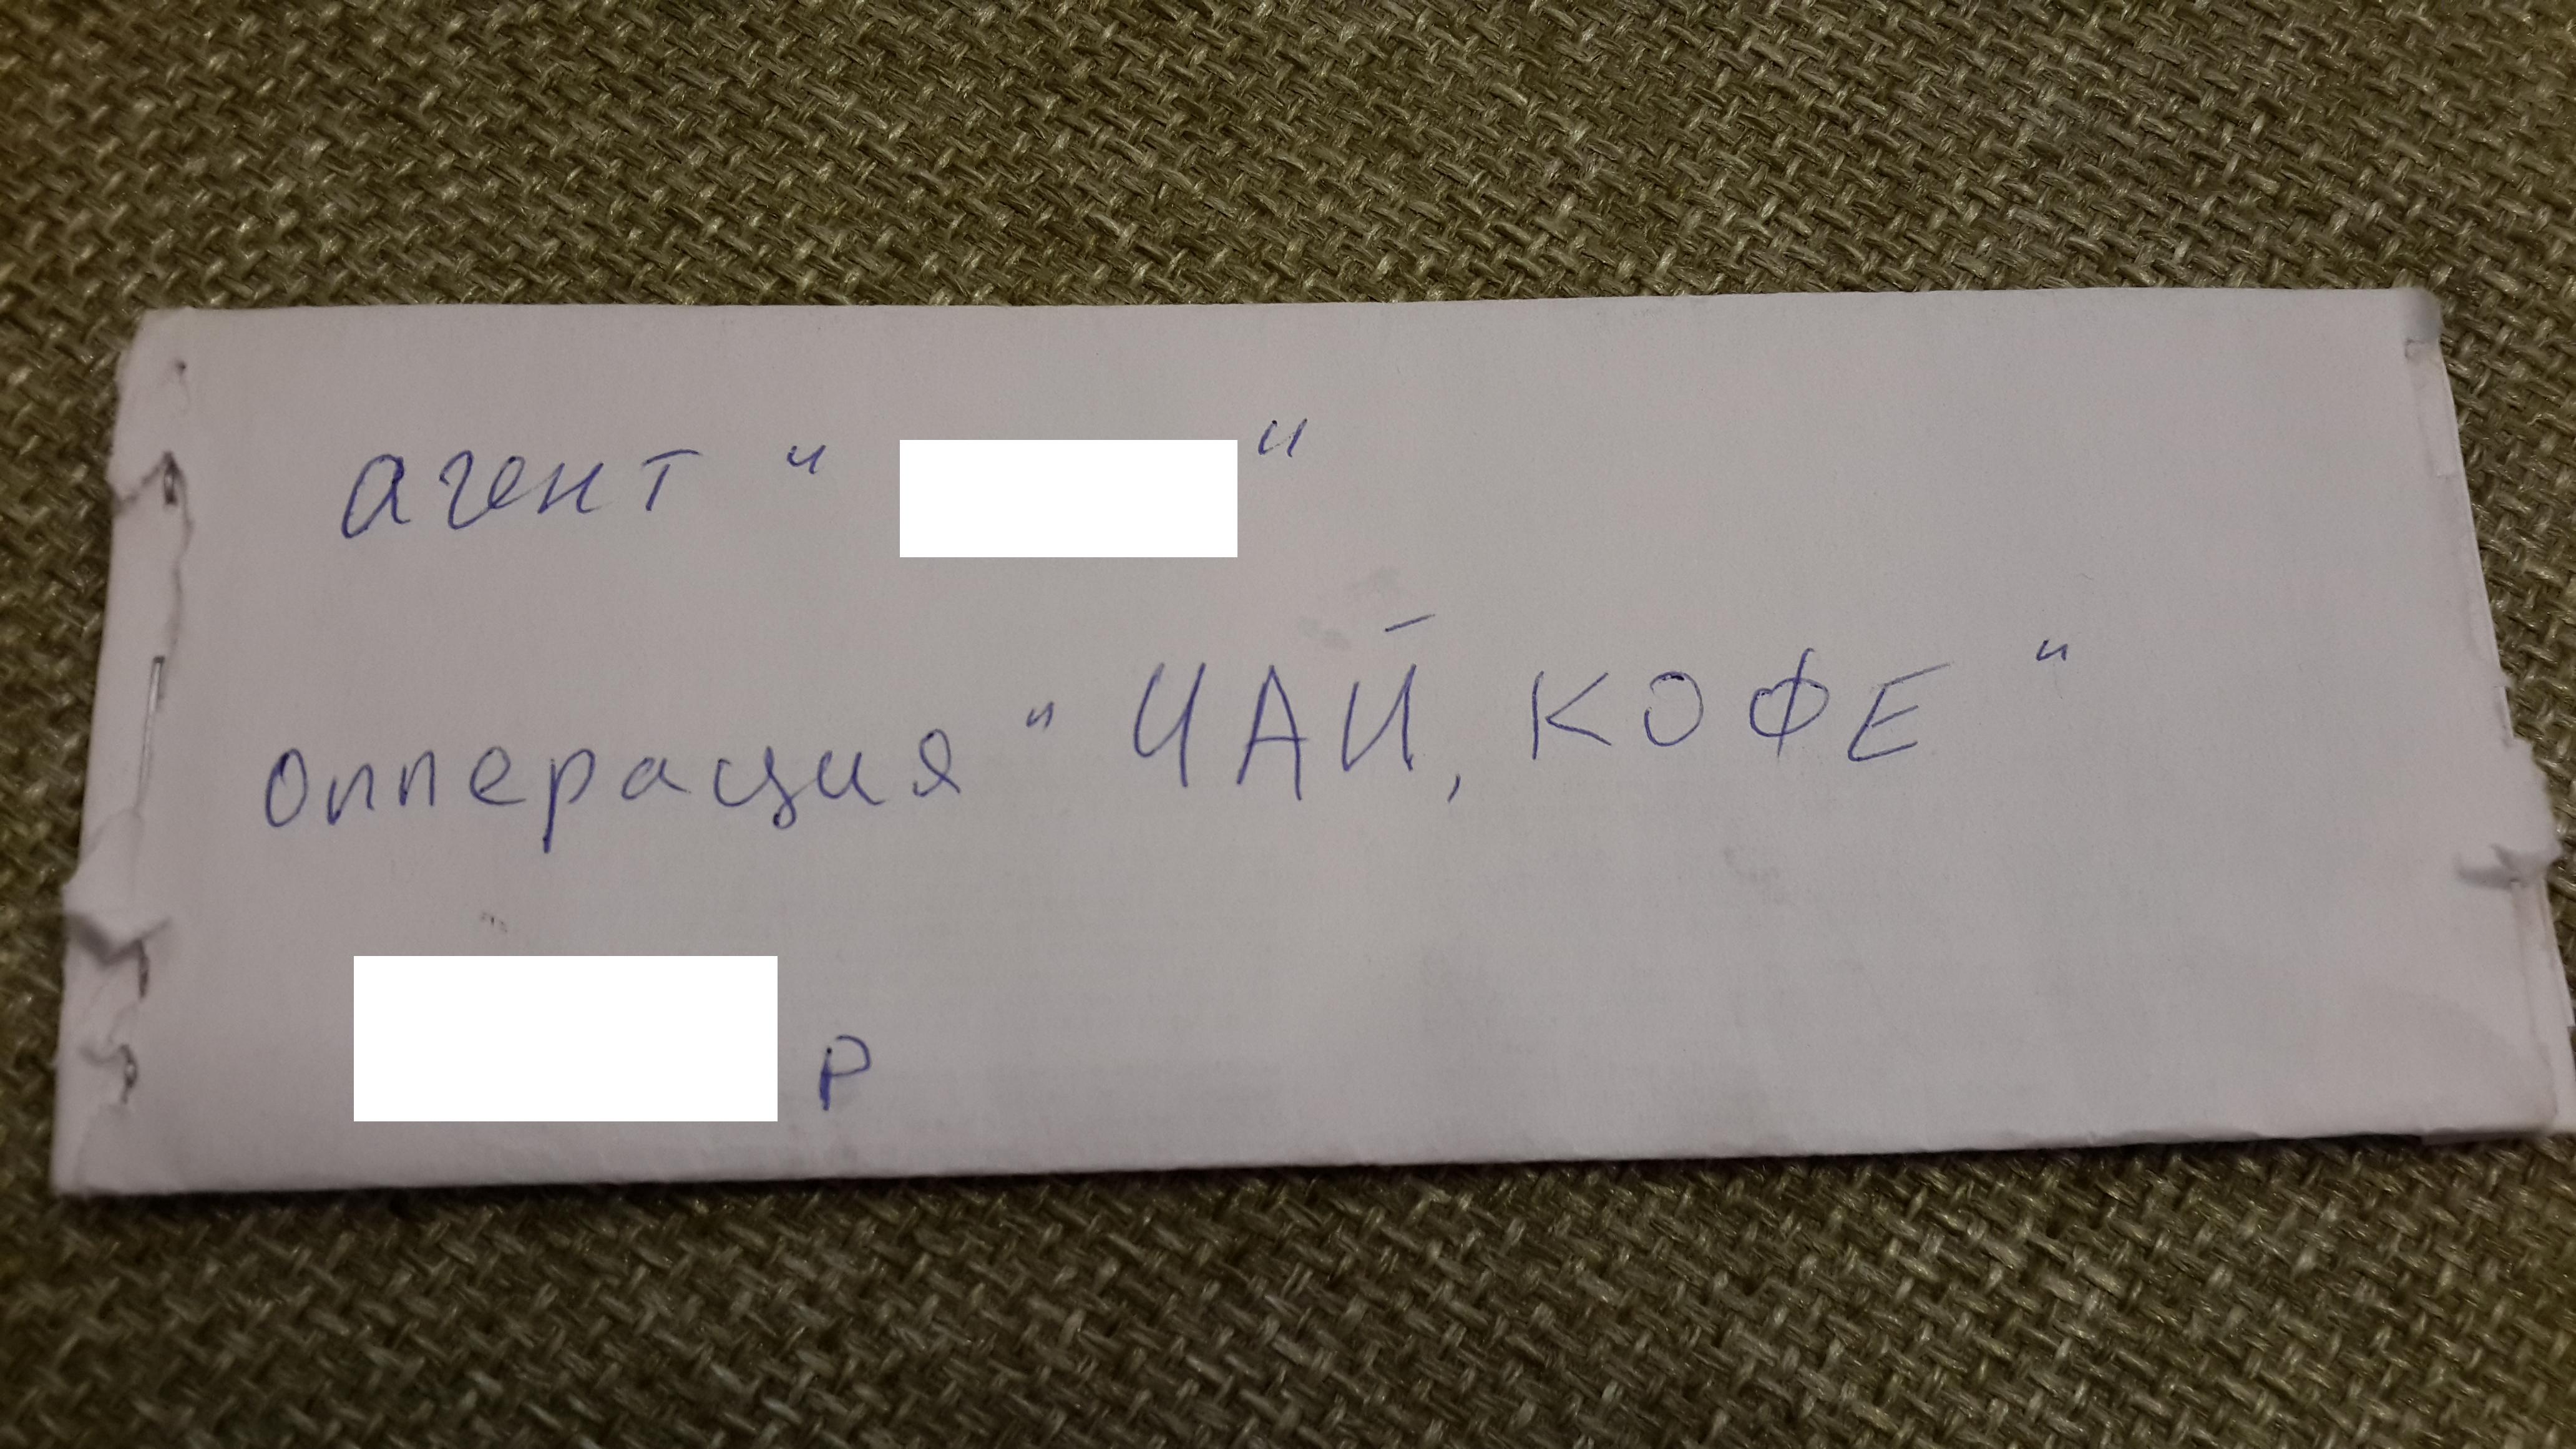 агент " "
опперация " ЧАЙ, КОФЕ "
р